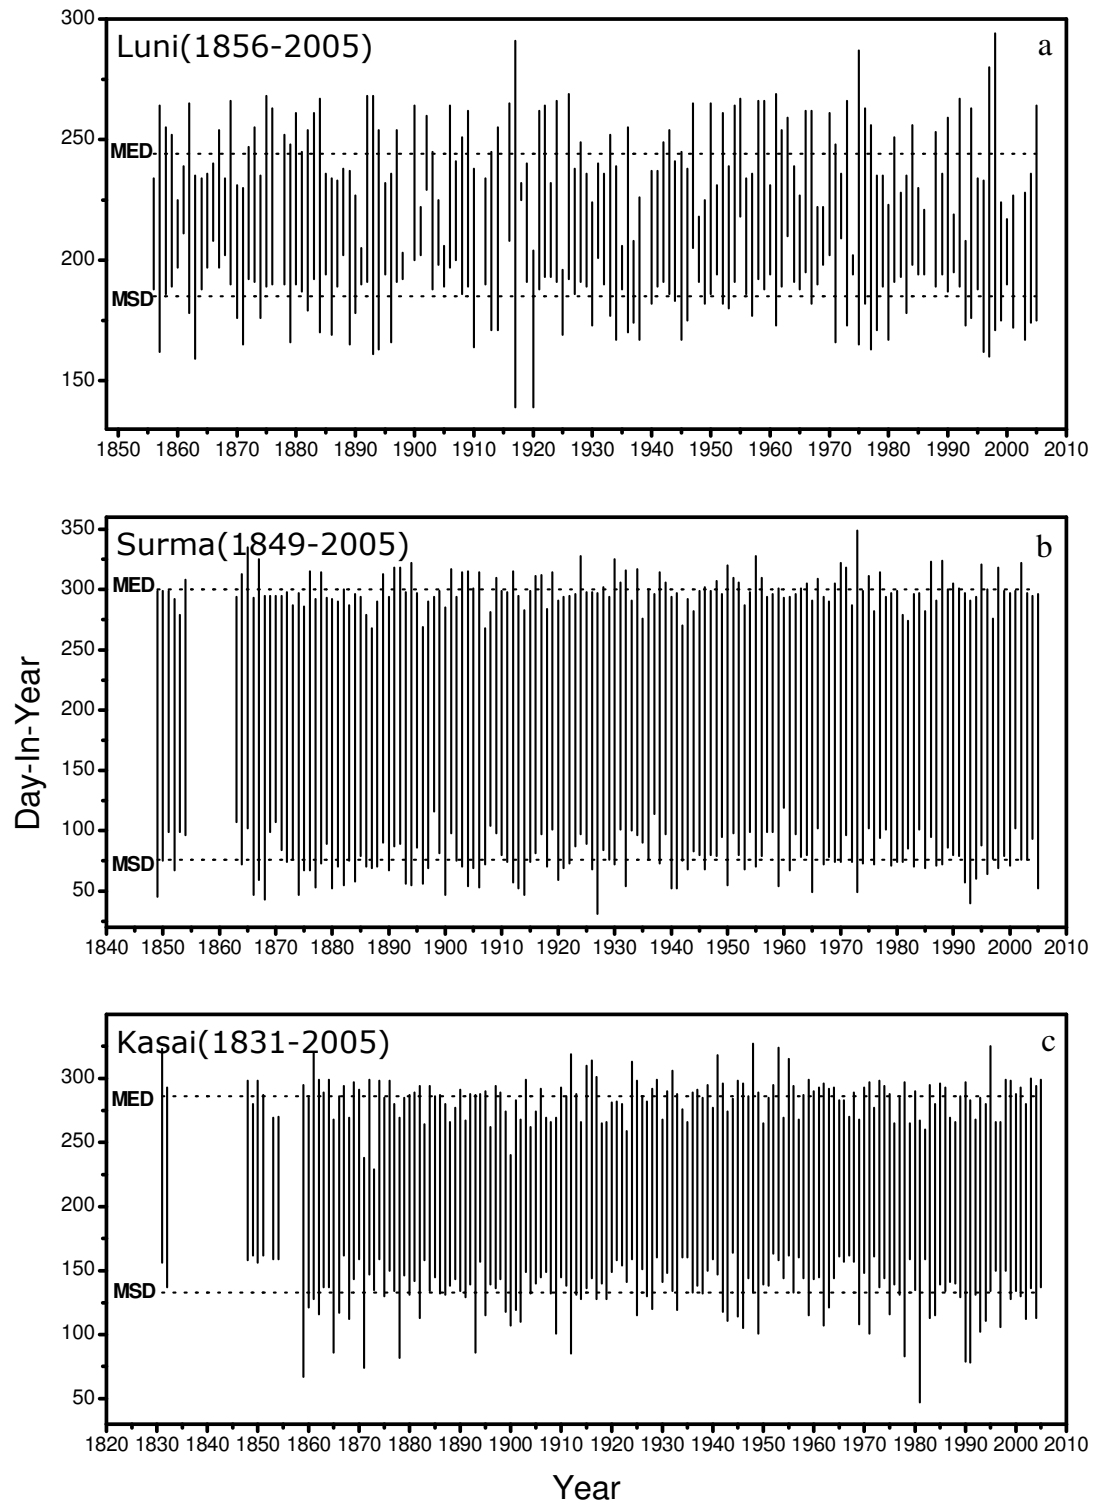 Luni(1856-2005)
a
300
250
200
150
MED
MSD
1850 1860 1870 1880 1890 1900 1910 1920 1930 1940 1950 1960 1970 1980 1990 2000 2010
Surma(1849-2005)
b
350
300
250
200
150
100
50
MED
MSD
1840 1850 1860 1870 1880 1890 1900 1910 1920 1930 1940 1950 1960 1970 1980 1990 2000 2010
Day-In-Year
Kasai(1831-2005)
c
300
250
200
150
100
50
MED
MSD
1820 1830 1840 1850 1860 1870 1880 1890 1900 1910 1920 1930 1940 1950 1960 1970 1980 1990 2000 2010
Year